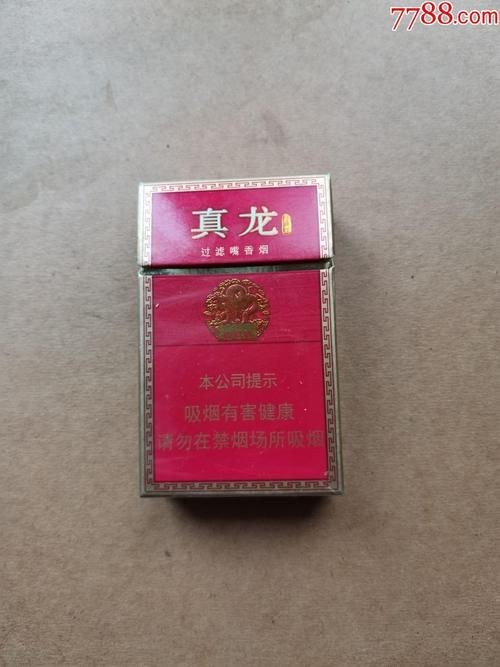 7788.com
真龙
过滤嘴香烟
本公司提示
吸烟有害健康
请勿在禁烟场所吸烟